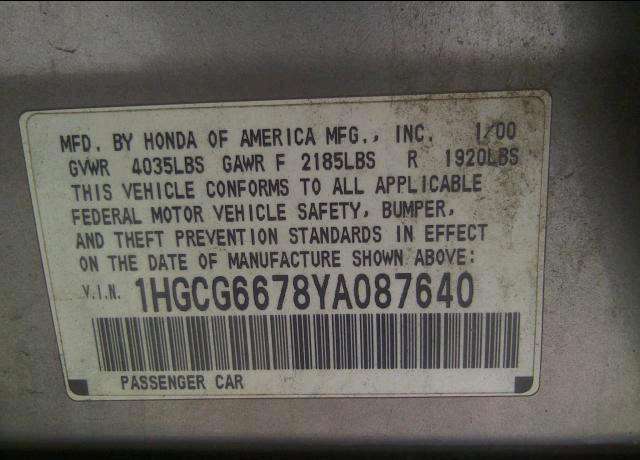 MFD. BY HONDA OF AMERICA MFG., INC. 1/00
GVWR 4035LBS GAWR F 2185LBS R 1920LBS
THIS VEHICLE CONFORMS TO ALL APPLICABLE
FEDERAL MOTOR VEHICLE SAFETY, BUMPER,
AND THEFT PREVENTION STANDARDS IN EFFECT
ON THE DATE OF MANUFACTURE SHOWN ABOVE:
V.I.N. 1HGCG6678YA087640
PASSENGER CAR